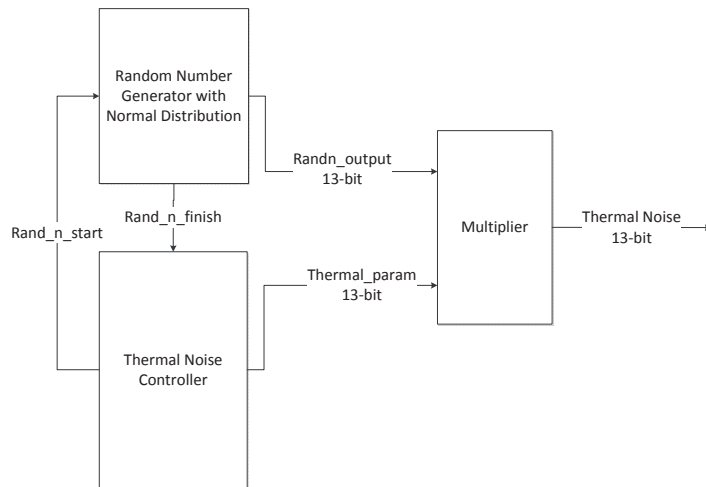 Random Number
Generator with
Normal Distribution
Randn_output
13-bit
Rand_n_finish
Rand_n_start
Multiplier
Thermal Noise
13-bit
Thermal_param
13-bit
Thermal Noise
Controller